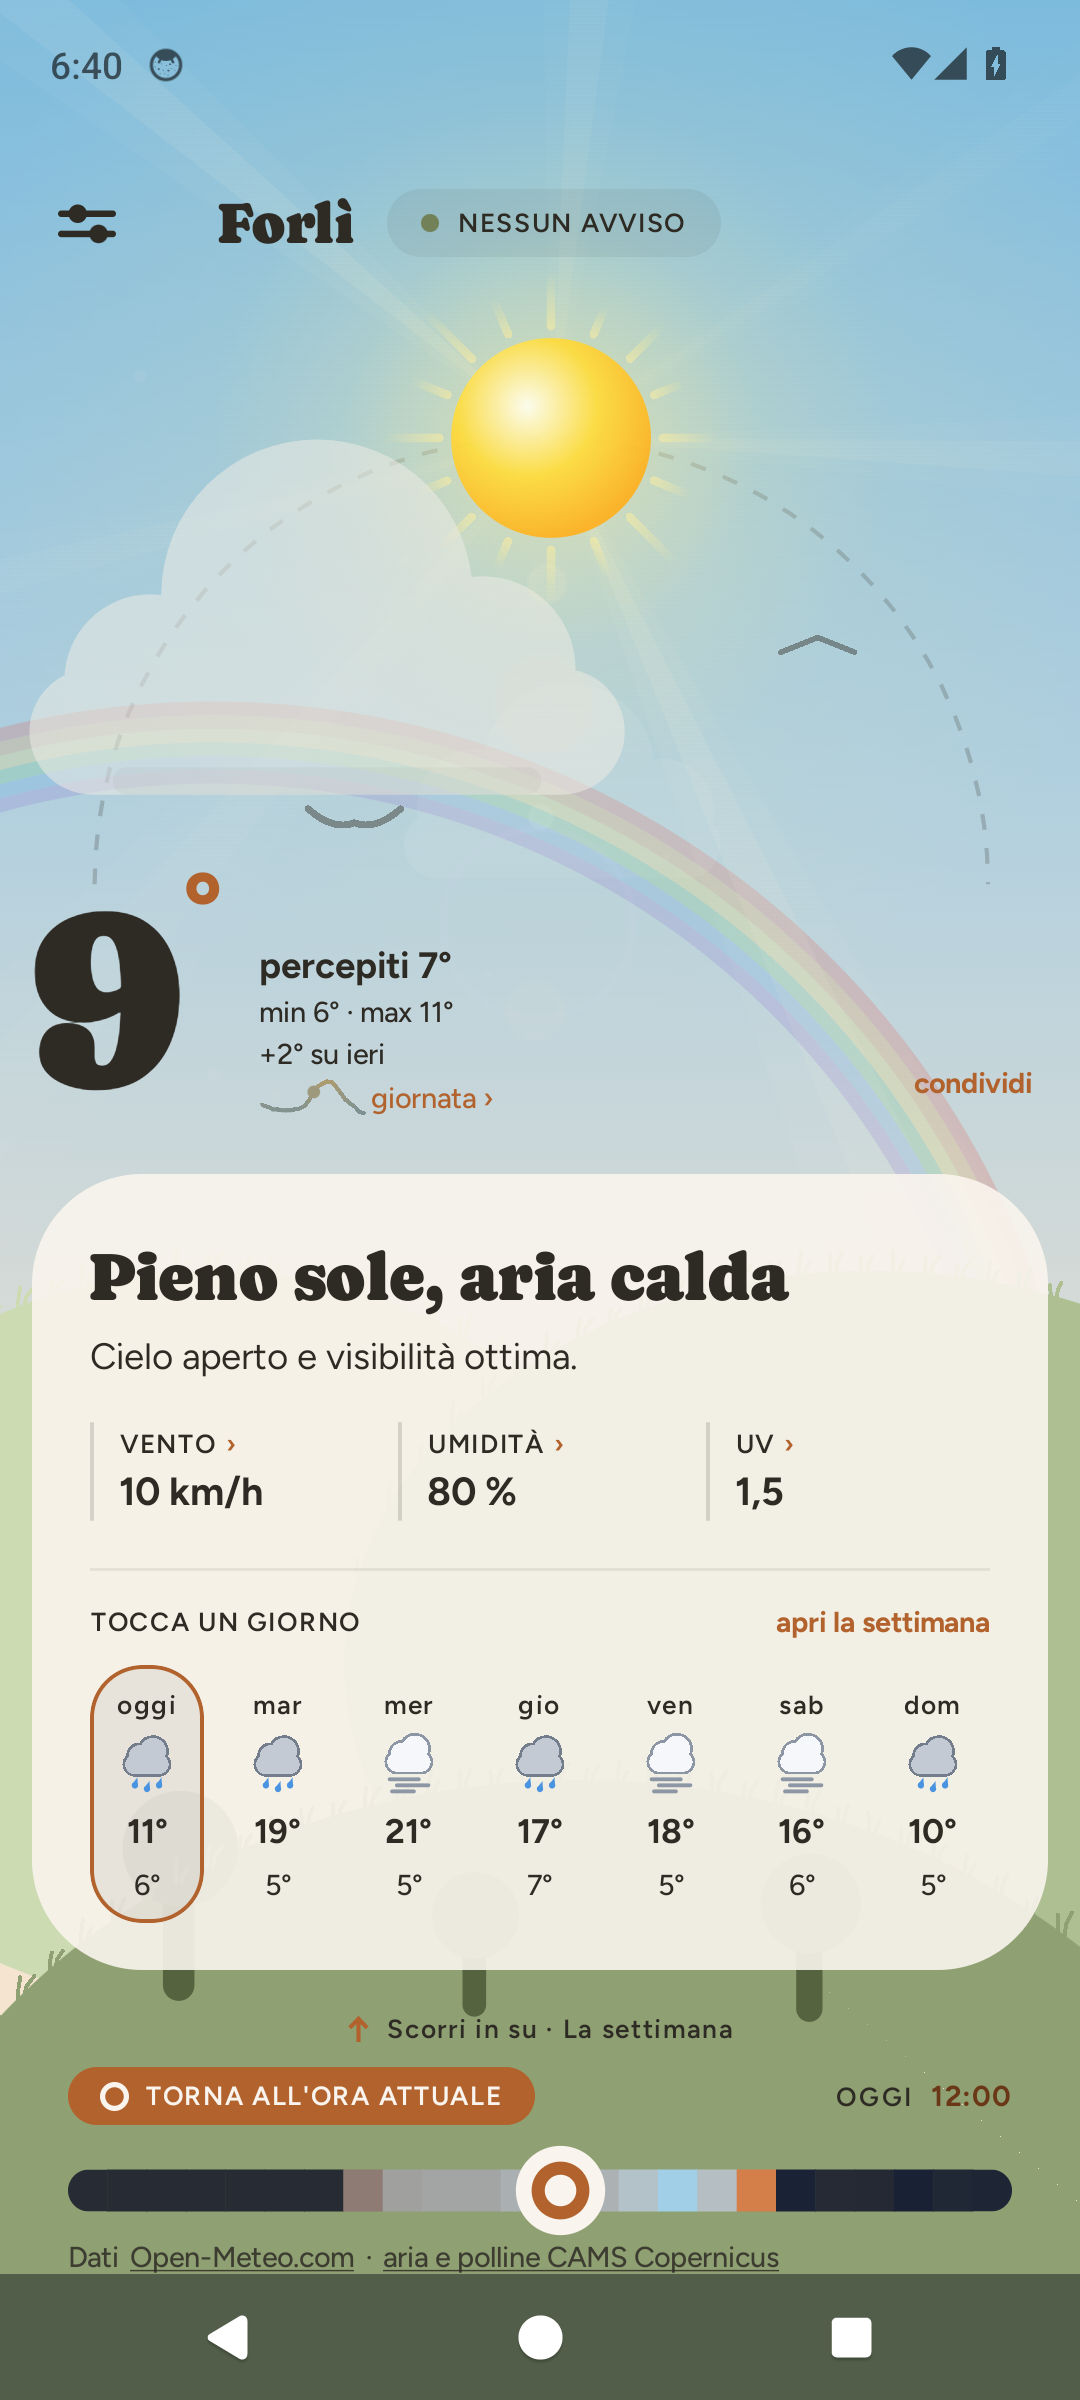 6:40
Forlì
NESSUN AVVISO
9°
percepiti 7°
min 6° · max 11°
+2° su ieri
giornata ›
condividi
Pieno sole, aria calda
Cielo aperto e visibilità ottima.
VENTO › UMIDITÀ › UV ›
10 km/h 80 % 1,5
TOCCA UN GIORNO apri la settimana
oggi mar mer gio ven sab dom
11° 19° 21° 17° 18° 16° 10°
6° 5° 5° 7° 5° 6° 5°
↑ Scorri in su · La settimana
TORNA ALL'ORA ATTUALE OGGI 12:00
Dati Open-Meteo.com · aria e polline CAMS Copernicus